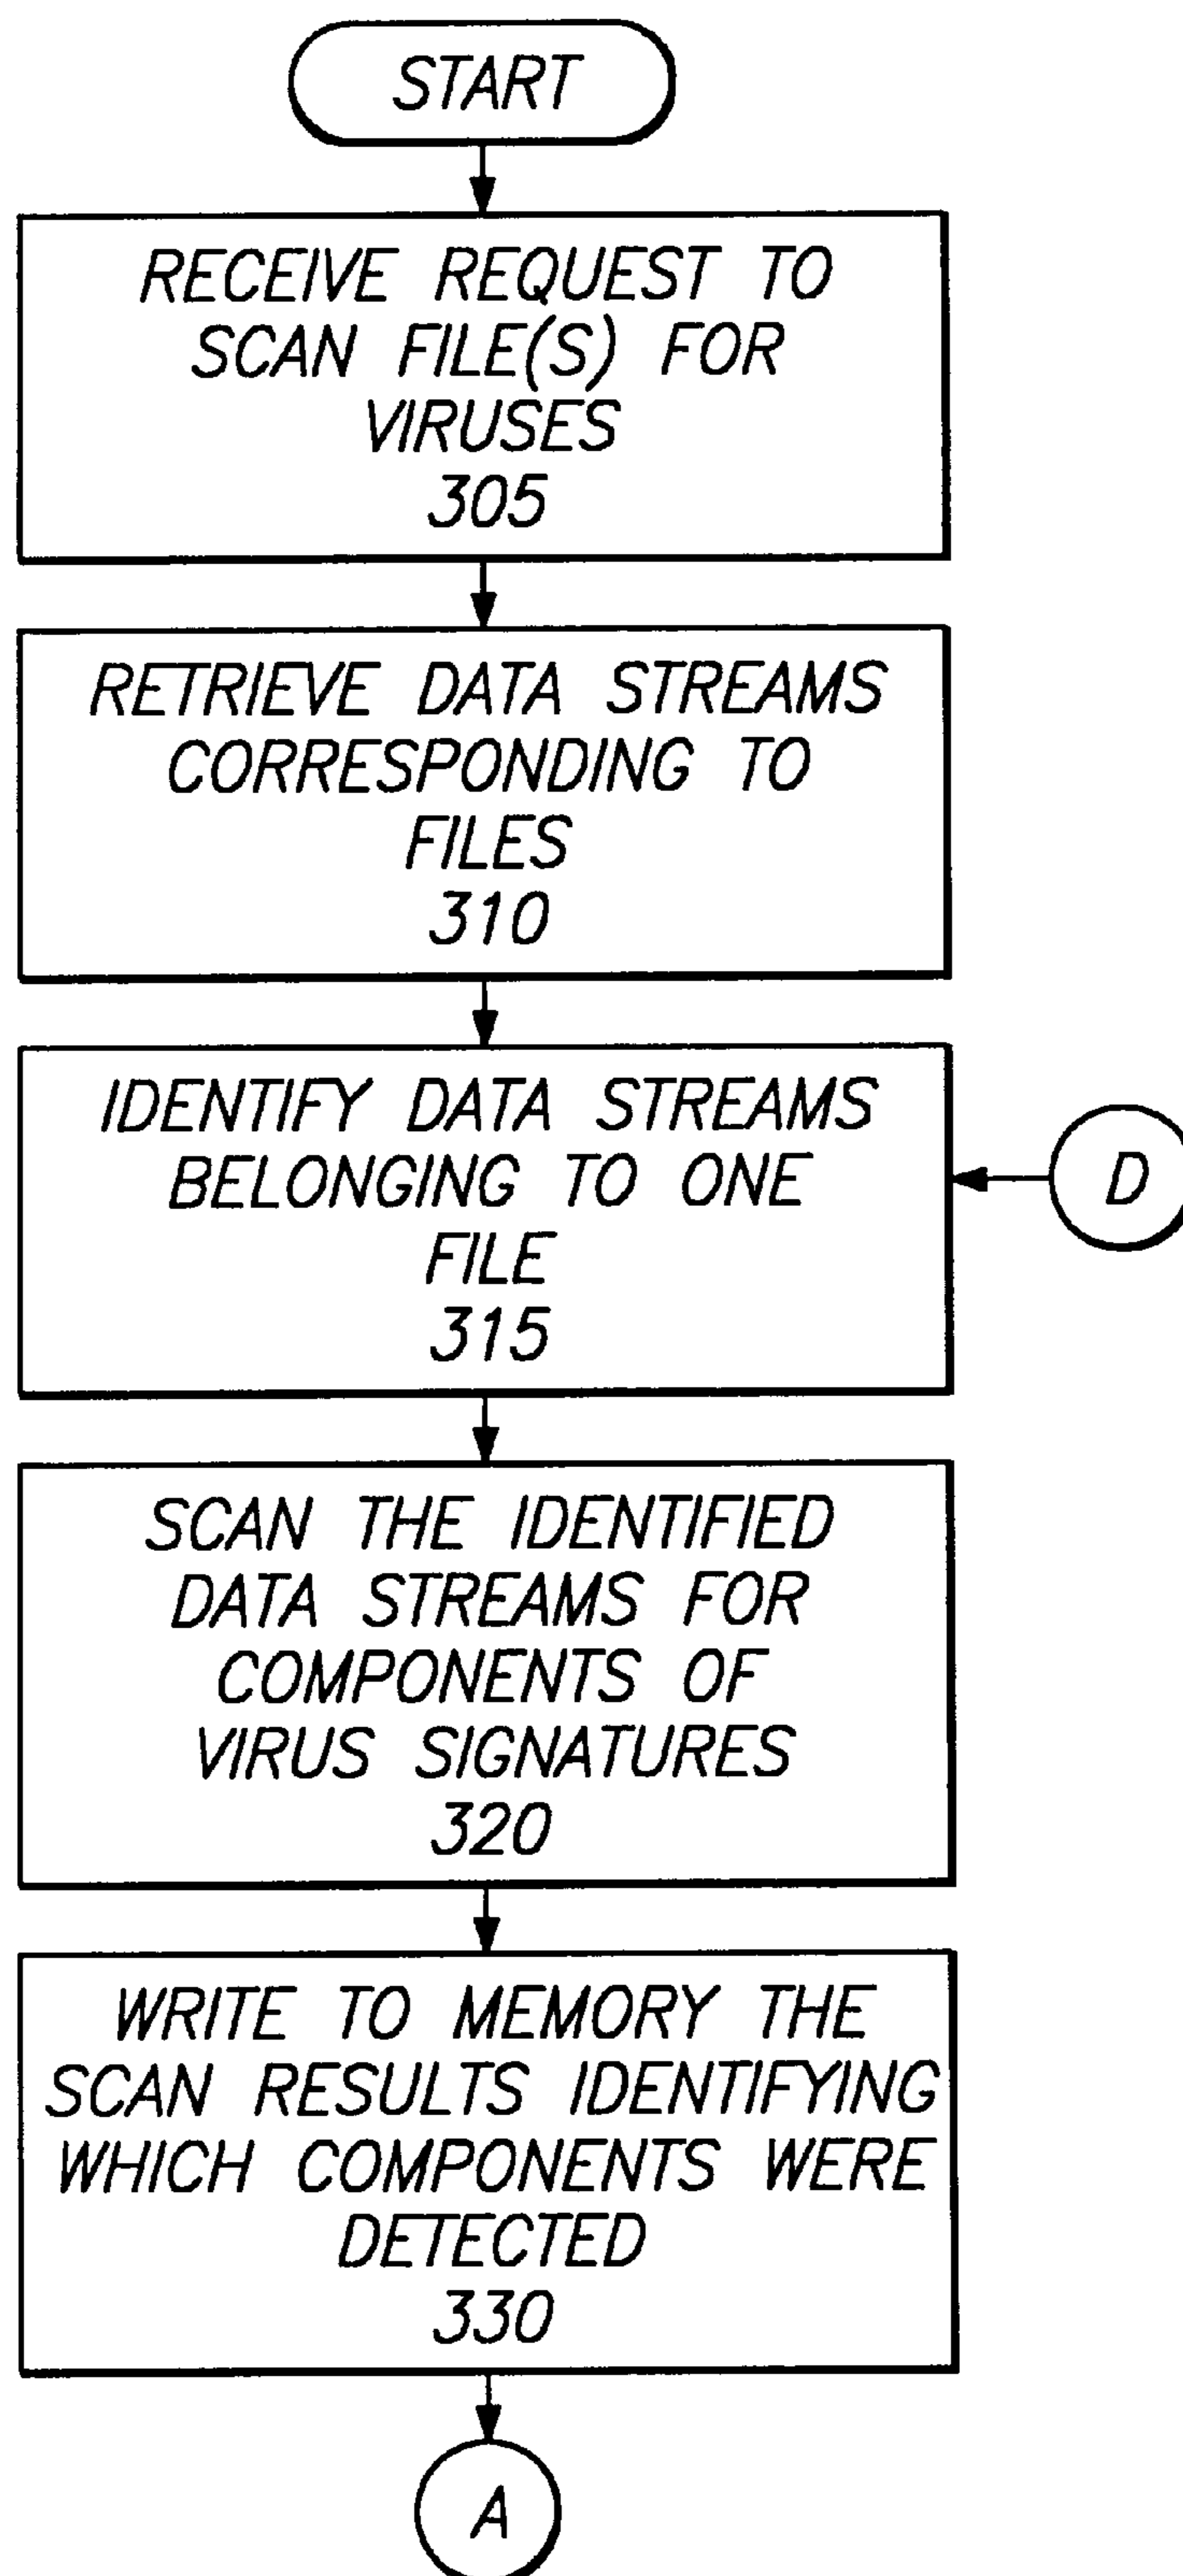 START
RECEIVE REQUEST TO
SCAN FILE(S) FOR
VIRUSES
305
RETRIEVE DATA STREAMS
CORRESPONDING TO
FILES
310
IDENTIFY DATA STREAMS
BELONGING TO ONE
FILE
315
D
SCAN THE IDENTIFIED
DATA STREAMS FOR
COMPONENTS OF
VIRUS SIGNATURES
320
WRITE TO MEMORY THE
SCAN RESULTS IDENTIFYING
WHICH COMPONENTS WERE
DETECTED
330
A